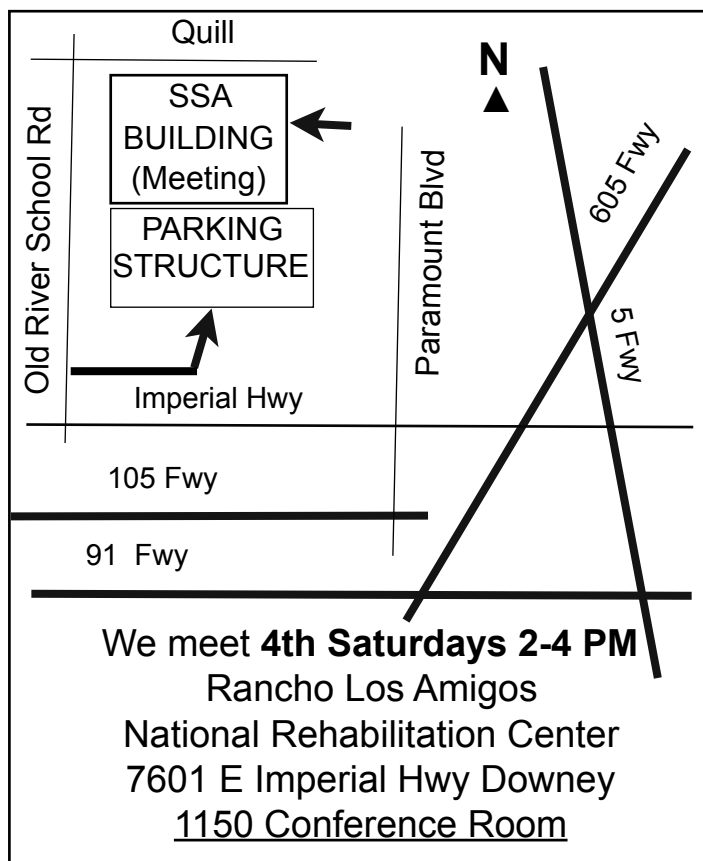 Quill
N
SSA
BUILDING
(Meeting)
Old River School Rd
Paramount Blvd
605 Fwy
PARKING
STRUCTURE
5 Fwy
Imperial Hwy
105 Fwy
91 Fwy
We meet 4th Saturdays 2-4 PM
Rancho Los Amigos
National Rehabilitation Center
7601 E Imperial Hwy Downey
1150 Conference Room